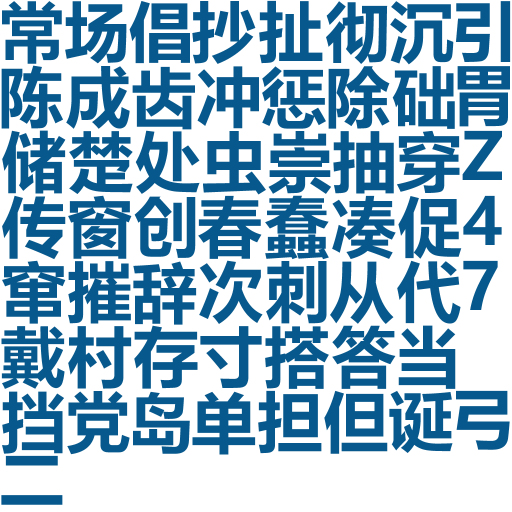 常场倡抄扯彻沉引
陈成齿冲惩除础胃
储楚处虫崇抽穿Z
传窗创春蠢凑促4
窜摧辞次刺从代7
戴村存寸搭答当
挡党岛单担但诞弓
二